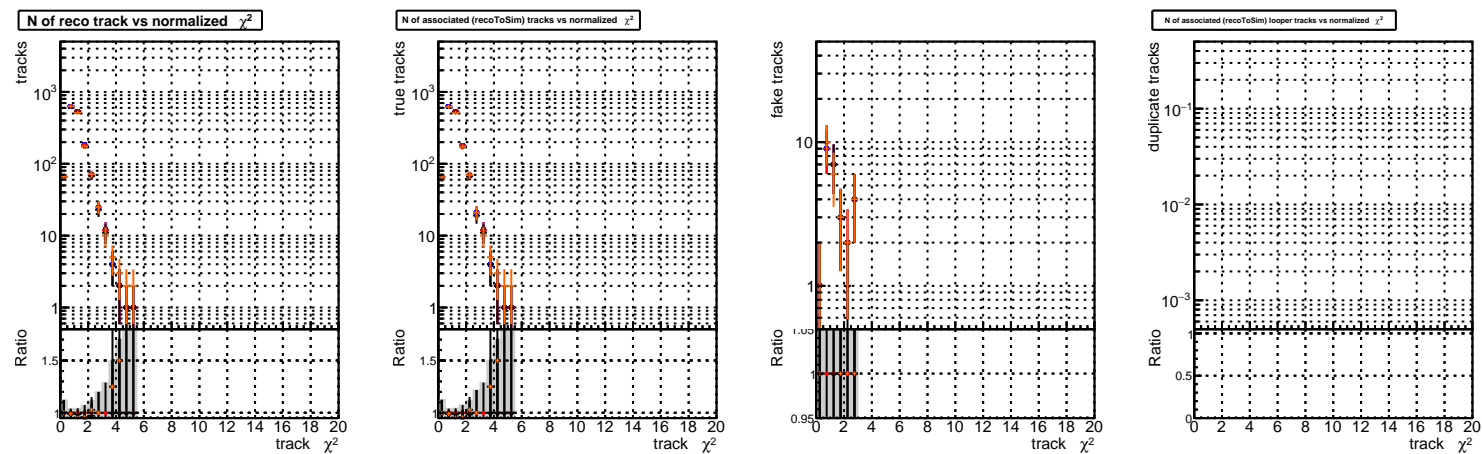 N of reco track vs normalized χ²
tracks
10³
10²
10
1
Ratio
1.5
1
0 2 4 6 8 10 12 14 16 18 20
track χ²
N of associated (recoToSim) tracks vs normalized χ²
true tracks
10³
10²
10
1
Ratio
1.5
1
0 2 4 6 8 10 12 14 16 18 20
track χ²
fake tracks
10
1
Ratio
1.05
1
0.95
0 2 4 6 8 10 12 14 16 18 20
track χ²
N of associated (recoToSim) looper tracks vs normalized χ²
duplicate tracks
10⁻¹
10⁻²
10⁻³
Ratio
1
0.5
0
0 2 4 6 8 10 12 14 16 18 20
track χ²